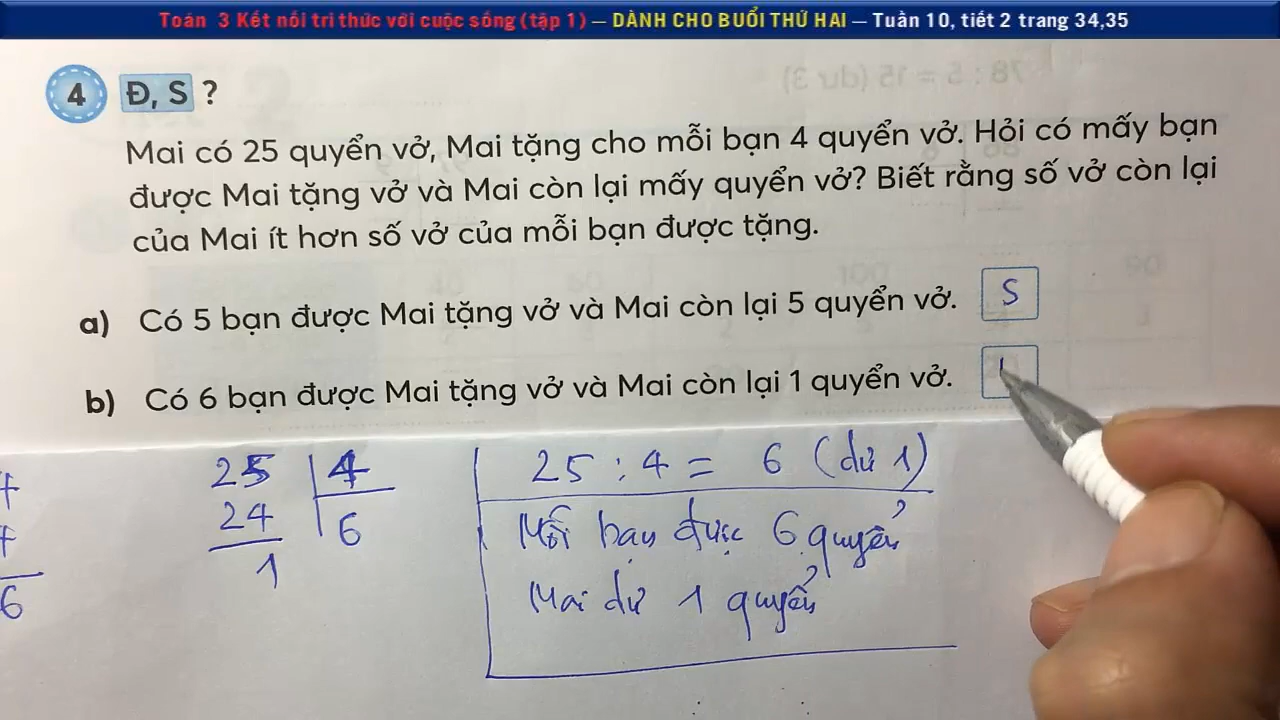 Toán 3 Kết nối tri thức với cuộc sống (tập 1) – DÀNH CHO BUỔI THỨ HAI – Tuần 10, tiết 2 trang 34,35
78 : 5 = 15 (dư 3)
4 Đ, S ?
Mai có 25 quyển vở, Mai tặng cho mỗi bạn 4 quyển vở. Hỏi có mấy bạn
được Mai tặng vở và Mai còn lại mấy quyển vở? Biết rằng số vở còn lại
của Mai ít hơn số vở của mỗi bạn được tặng.
a) Có 5 bạn được Mai tặng vở và Mai còn lại 5 quyển vở. S
b) Có 6 bạn được Mai tặng vở và Mai còn lại 1 quyển vở.
25 4
24 6
1
6
25 : 4 = 6 (dư 1)
Mỗi bạn được 6 quyển
Mai dư 1 quyển